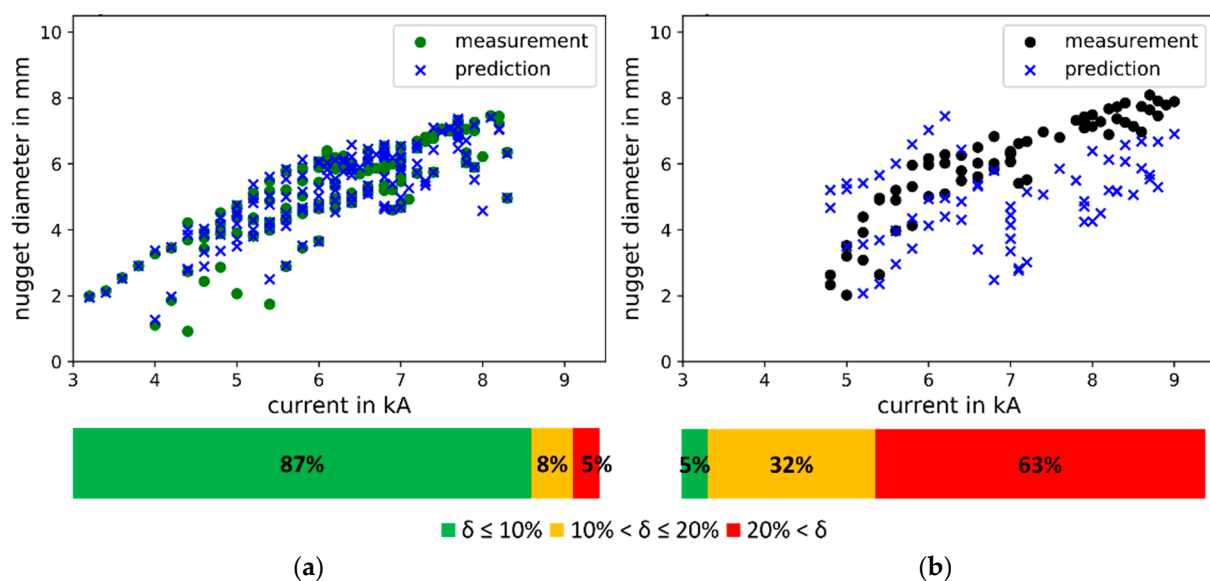 10
8
6
4
2
0
nugget diameter in mm
measurement
prediction
3 4 5 6 7 8 9
current in kA
87% 8% 5%
10
8
6
4
2
0
nugget diameter in mm
measurement
prediction
3 4 5 6 7 8 9
current in kA
5% 32% 63%
δ ≤ 10% 10% < δ ≤ 20% 20% < δ
(a) (b)